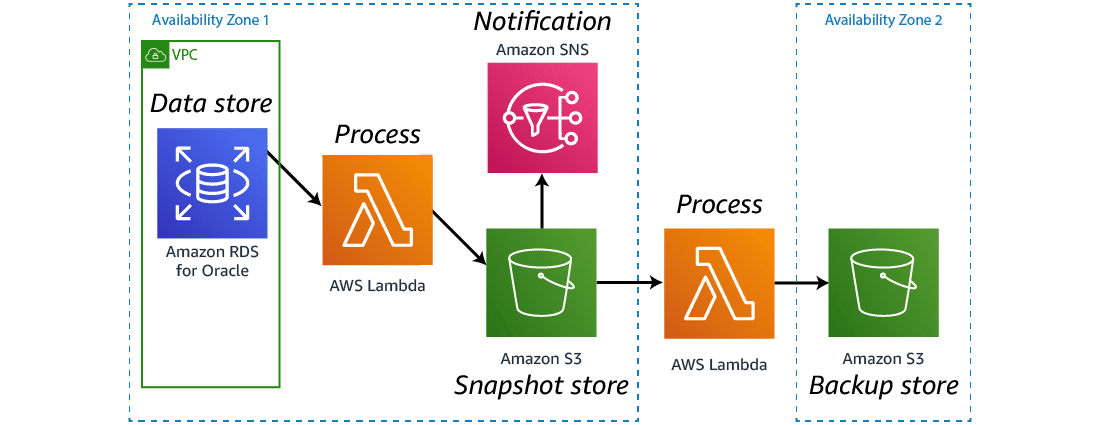 Availability Zone 1
Notification
Availability Zone 2
Amazon SNS
VPC
Data store
Process
Process
Amazon RDS
for Oracle
AWS Lambda
Amazon S3
AWS Lambda
Amazon S3
Snapshot store
Backup store